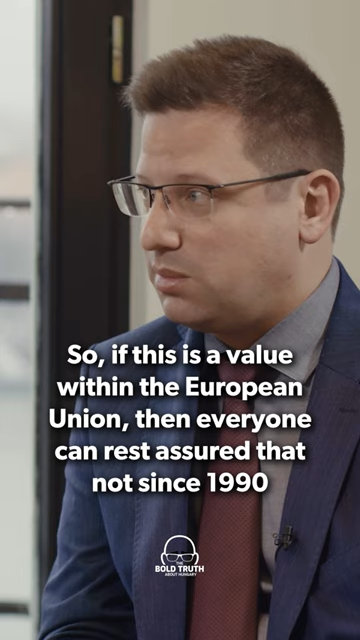 So, if this is a value
within the European
Union, then everyone
can rest assured that
not since 1990
THE
BOLD TRUTH
ABOUT HUNGARY